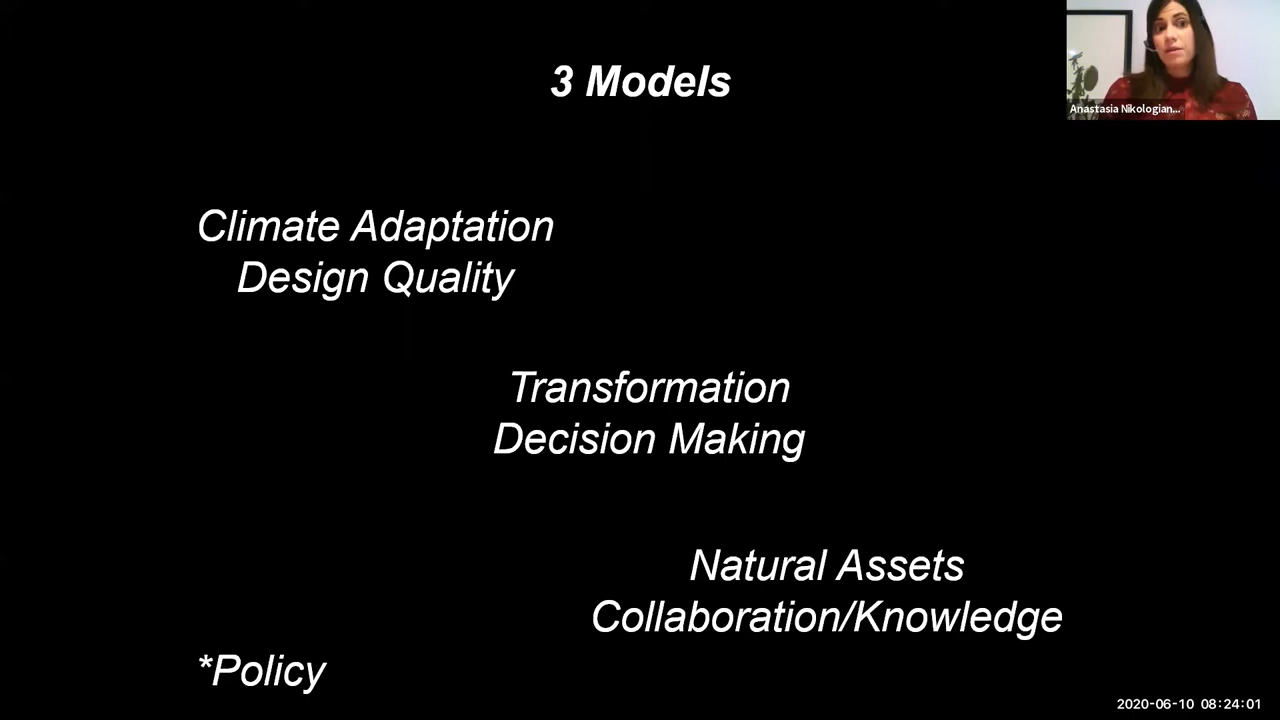 3 Models
Anastasia Nikologian...
Climate Adaptation
Design Quality
Transformation
Decision Making
Natural Assets
Collaboration/Knowledge
*Policy
2020-06-10 08:24:01